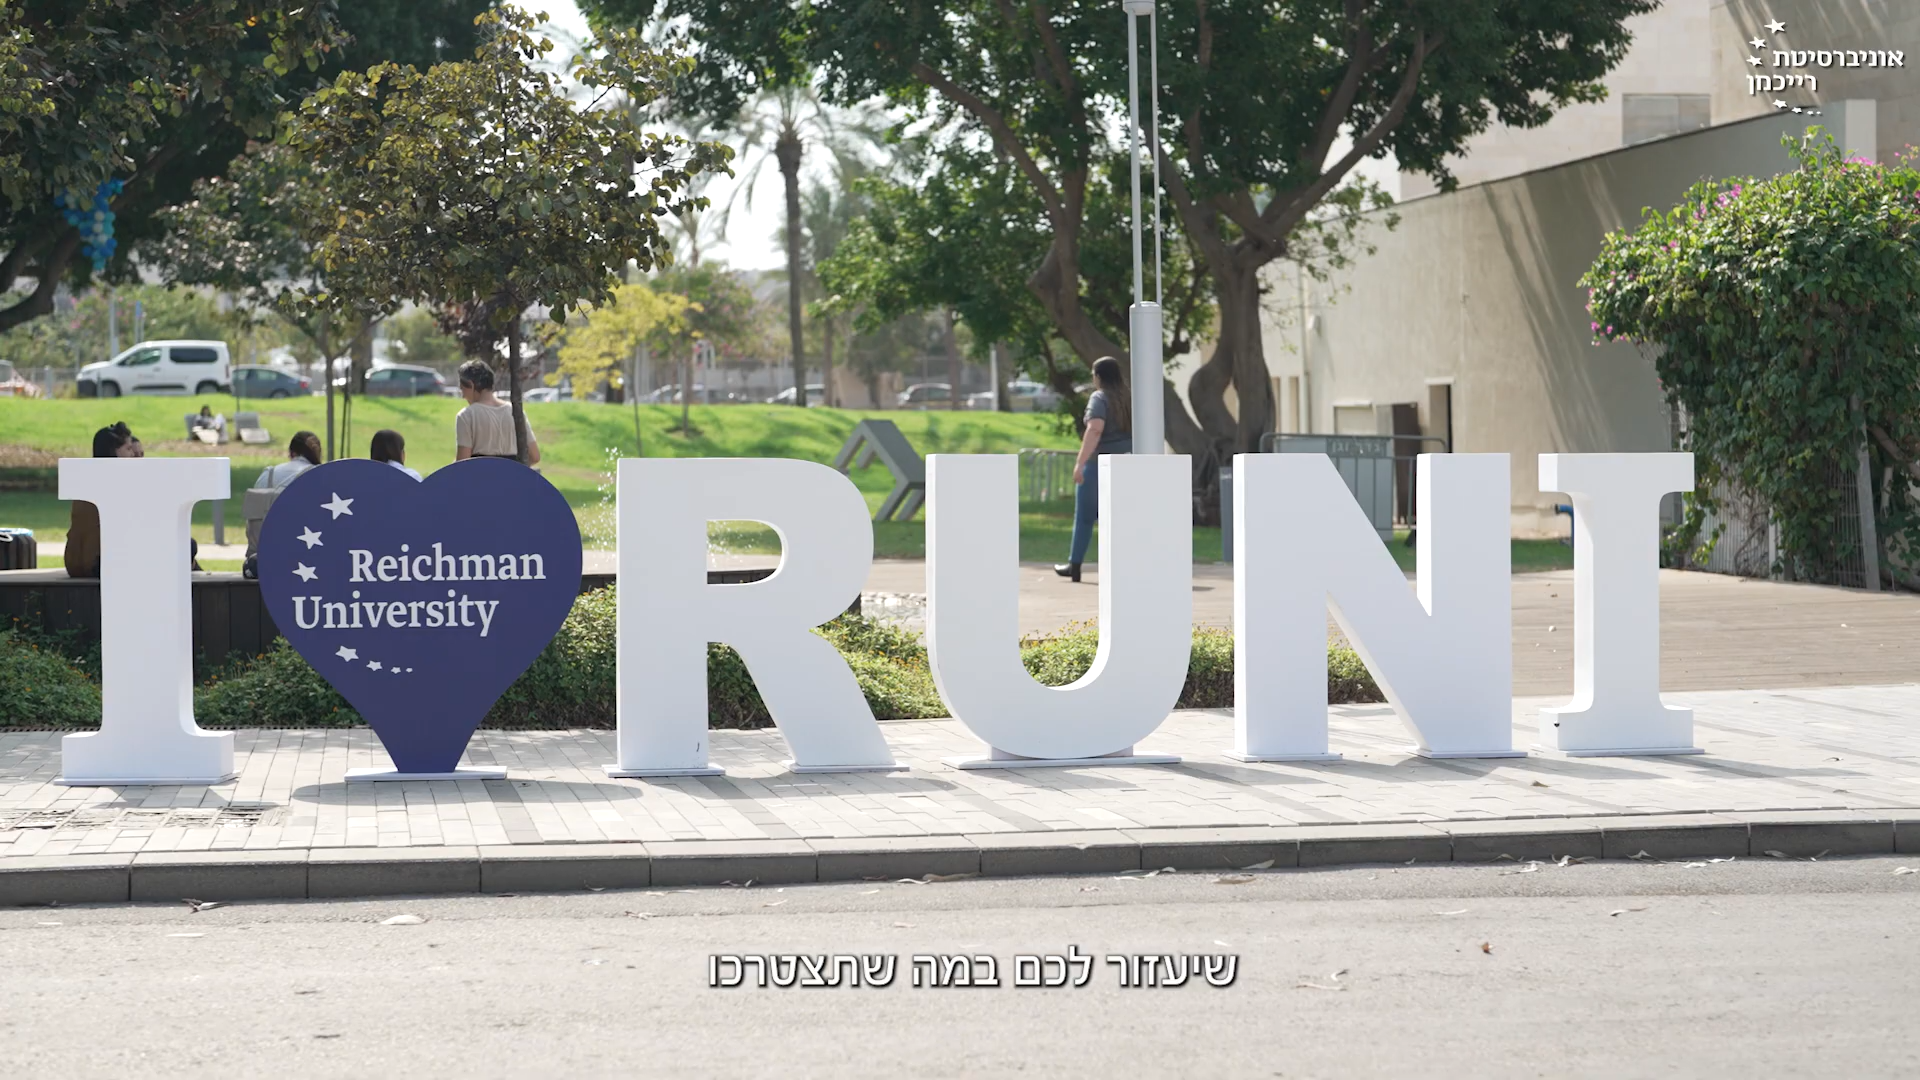 אוניברסיטת
רייכמן
I RUNI
Reichman
University
שיעזור לכם במה שתצטרכו